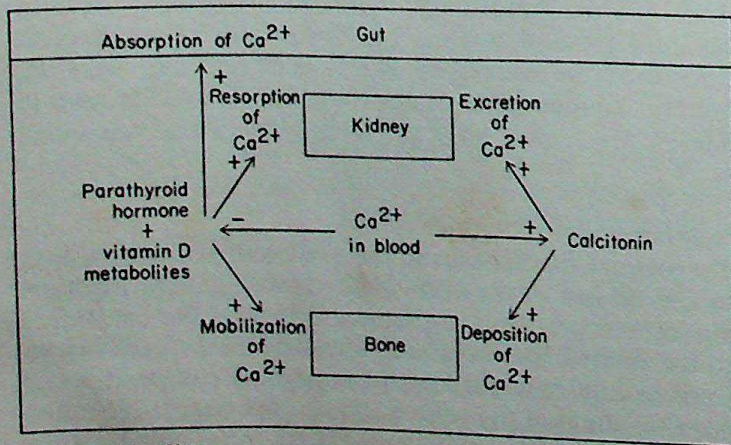 Absorption of Ca2+ Gut
+
Resorption
of
Ca2+
+
Kidney
Excretion
of
Ca2+
+
Parathyroid
hormone
+
vitamin D
metabolites
−
Ca2+
in blood
+
Calcitonin
+
Mobilization
of
Ca2+
Bone
+
Deposition
of
Ca2+